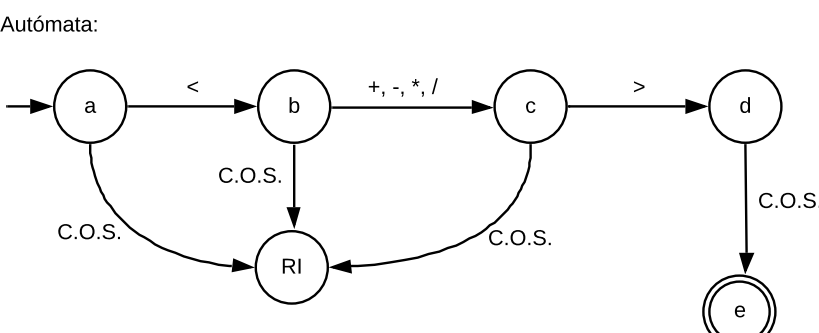 Autómata:
<
+, -, *, /
>
a
b
c
d
C.O.S.
C.O.S.
C.O.S.
C.O.S.
RI
e